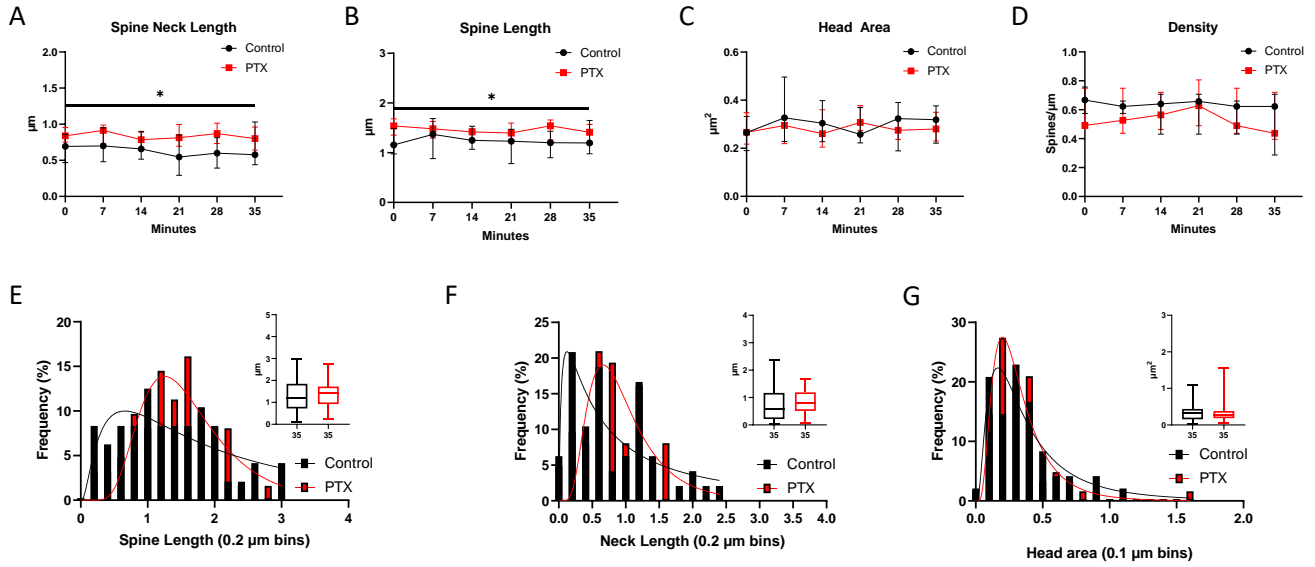 A
Spine Neck Length
Control
PTX
*
µm
2.0
1.5
1.0
0.5
0.0
0 7 14 21 28 35
Minutes
B
Spine Length
Control
PTX
*
µm
3
2
1
0
0 7 14 21 28 35
Minutes
C
Head Area
Control
PTX
µm²
0.6
0.4
0.2
0.0
0 7 14 21 28 35
Minutes
D
Density
Control
PTX
Spines/µm
1.0
0.8
0.6
0.4
0.2
0.0
0 7 14 21 28 35
Minutes
E
Frequency (%)
20
15
10
5
0
0 1 2 3 4
Spine Length (0.2 µm bins)
µm
5
4
3
2
1
0
35 35
Control
PTX
F
Frequency (%)
25
20
15
10
5
0
0.0 0.5 1.0 1.5 2.0 2.5 3.0 3.5 4.0
Neck Length (0.2 µm bins)
µm
4
3
2
1
0
35 35
Control
PTX
G
Frequency (%)
30
20
10
0
0.0 0.5 1.0 1.5 2.0
Head area (0.1 µm bins)
µm²
3
2
1
0
35 35
Control
PTX